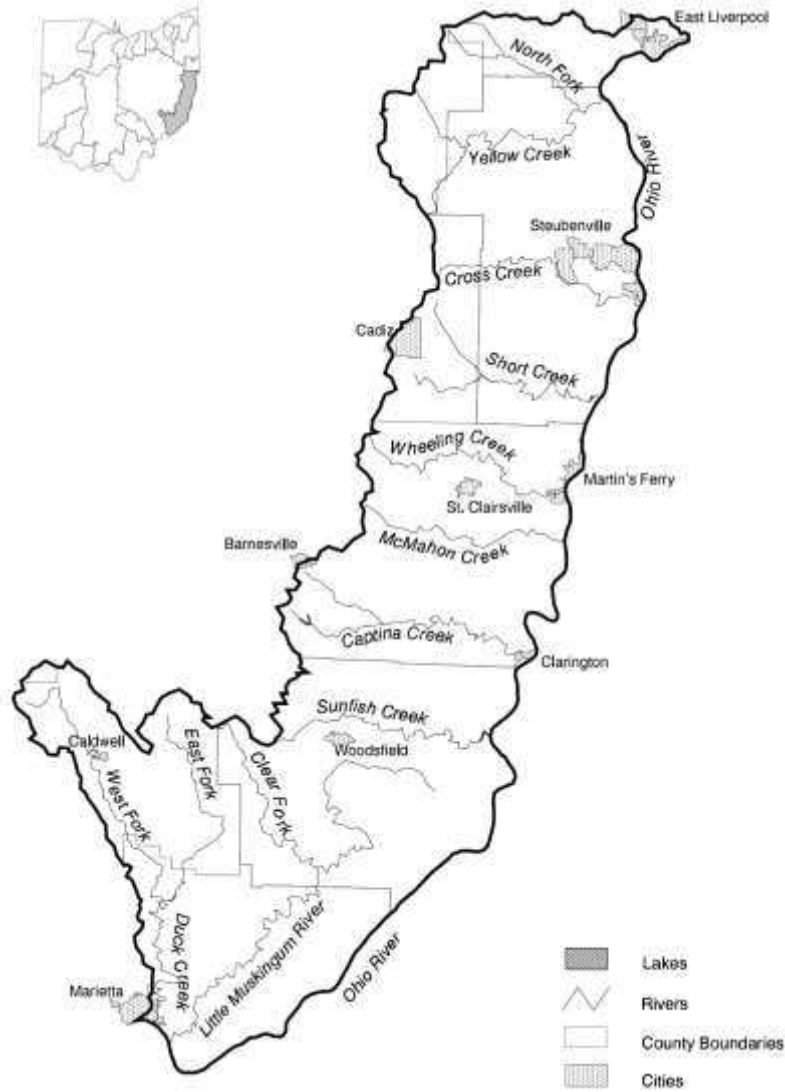 East Liverpool
North Fork
Yellow Creek
Ohio River
Steubenville
Cross Creek
Cadiz
Short Creek
Wheeling Creek
Martin's Ferry
St. Clairsville
Barnesville
McMahon Creek
Captina Creek
Clarington
Sunfish Creek
Caldwell
East Fork
Woodsfield
Clear Fork
West Fork
Duck Creek
Little Muskingum River
Ohio River
Marietta
Lakes
Rivers
County Boundaries
Cities